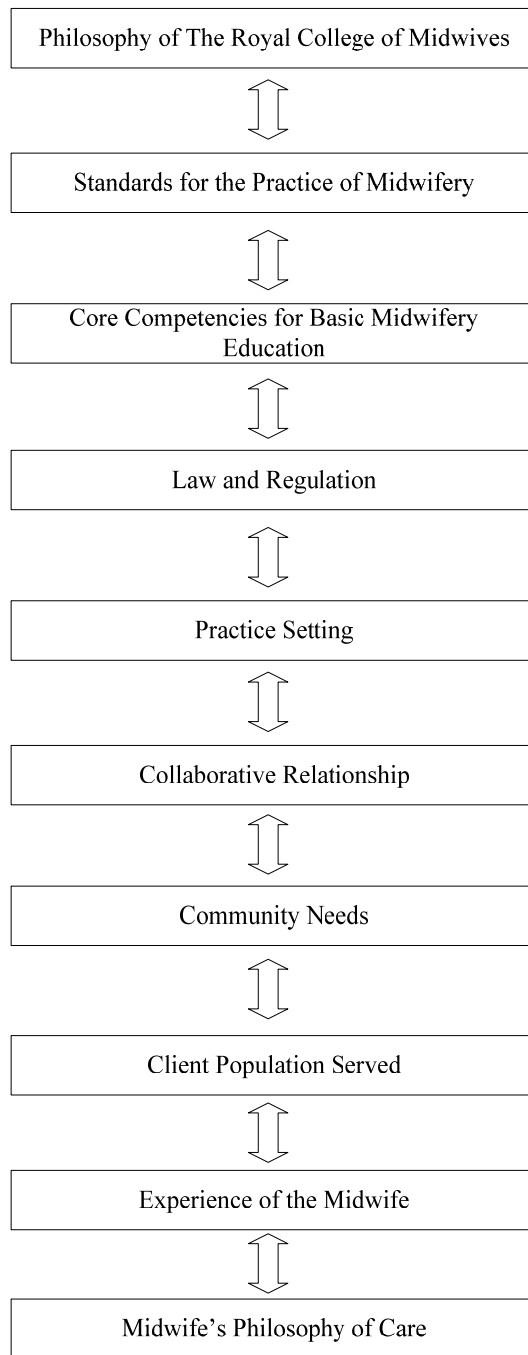 Philosophy of The Royal College of Midwives
Standards for the Practice of Midwifery
Core Competencies for Basic Midwifery
Education
Law and Regulation
Practice Setting
Collaborative Relationship
Community Needs
Client Population Served
Experience of the Midwife
Midwife’s Philosophy of Care